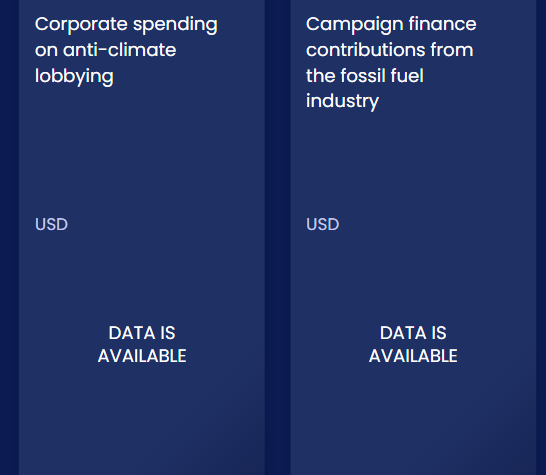 Corporate spending
on anti-climate
lobbying
USD
DATA IS
AVAILABLE
Campaign finance
contributions from
the fossil fuel
industry
USD
DATA IS
AVAILABLE